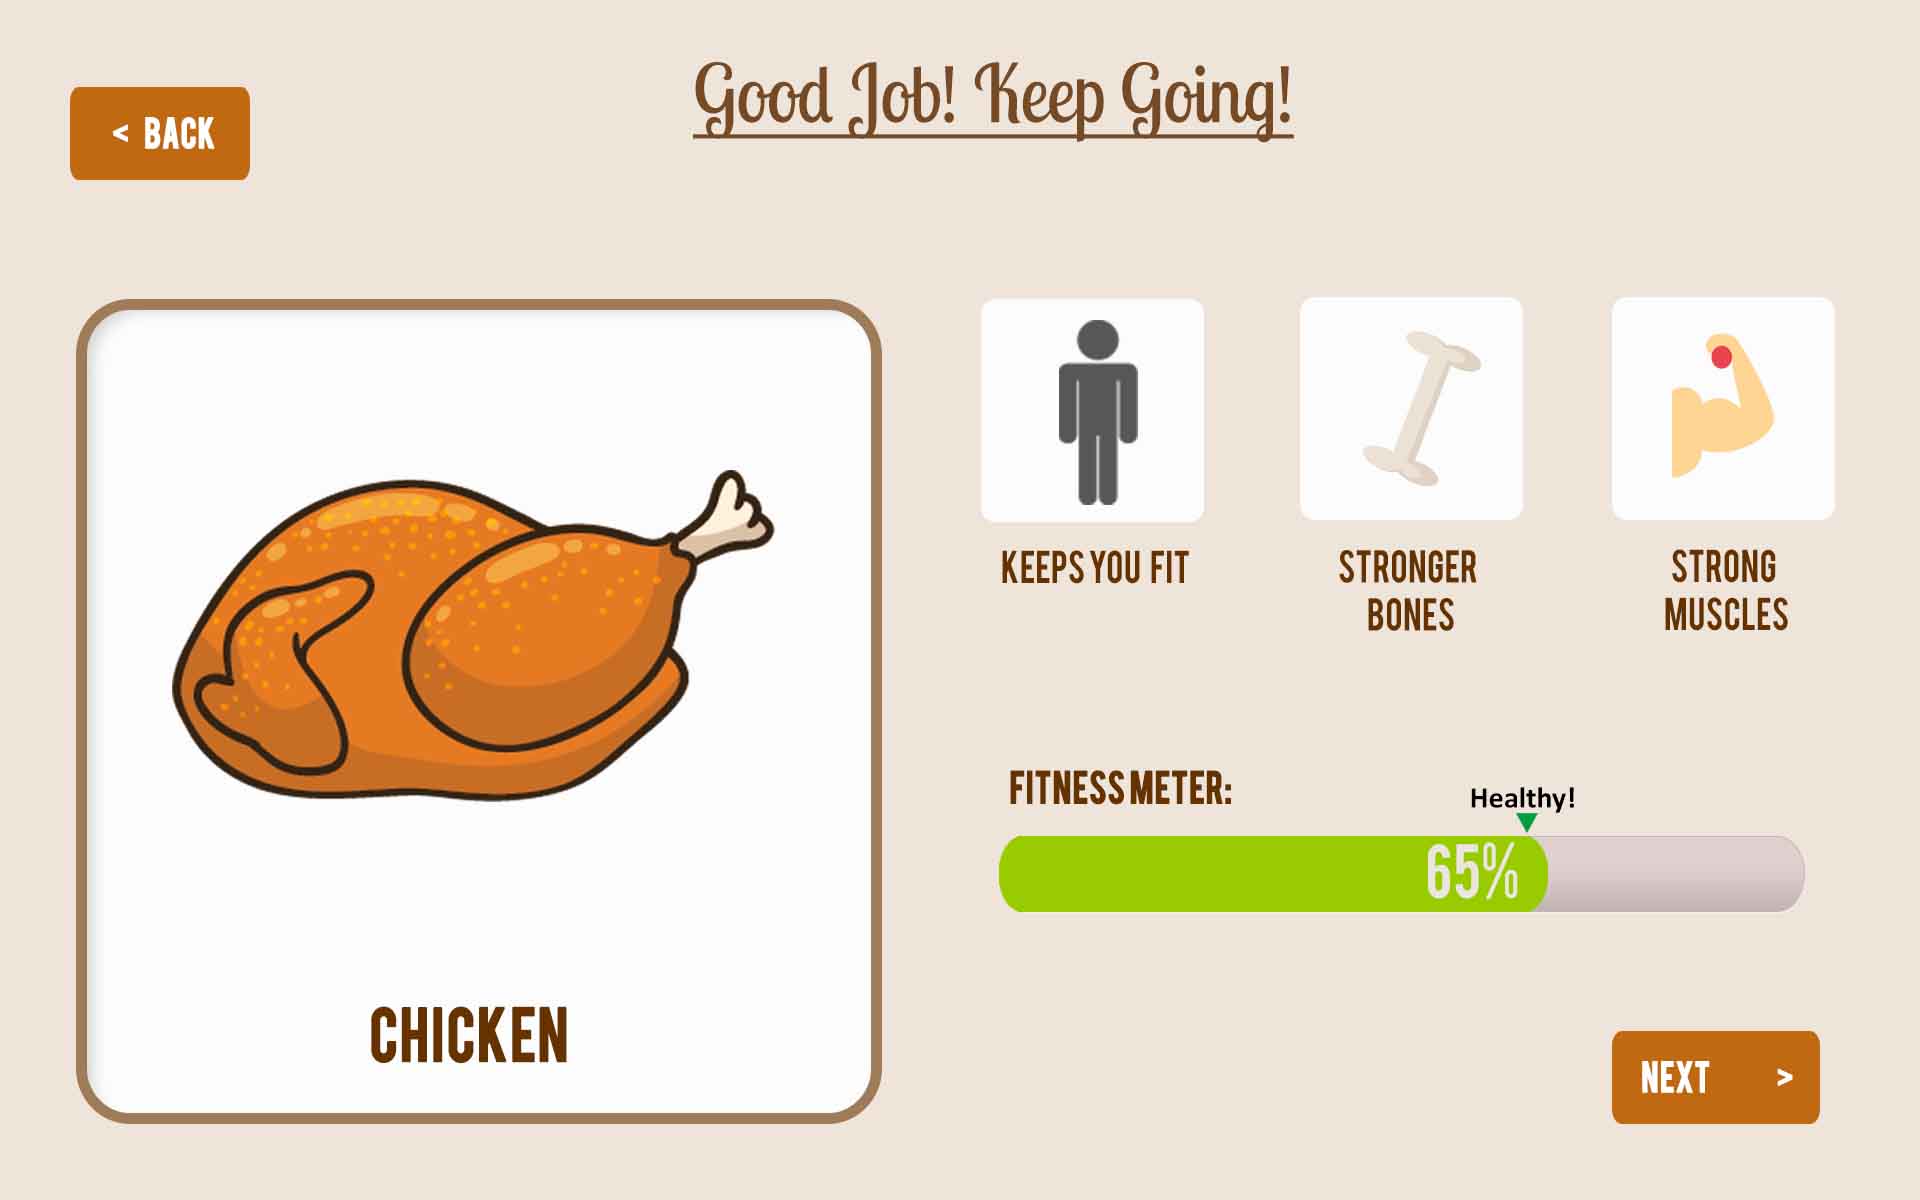 Good Job! Keep Going!
< BACK
KEEPS YOU FIT
STRONGER
BONES
STRONG
MUSCLES
FITNESS METER:
Healthy!
65%
CHICKEN
NEXT >